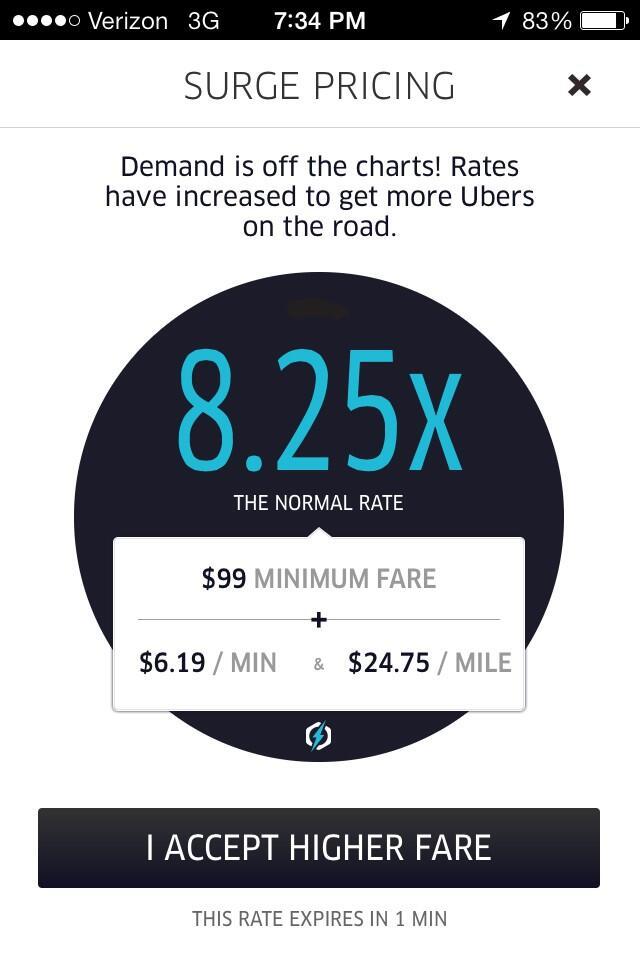 Verizon 3G 7:34 PM 83%
SURGE PRICING
Demand is off the charts! Rates
have increased to get more Ubers
on the road.
8.25x
THE NORMAL RATE
$99 MINIMUM FARE
+
$6.19 / MIN & $24.75 / MILE
I ACCEPT HIGHER FARE
THIS RATE EXPIRES IN 1 MIN